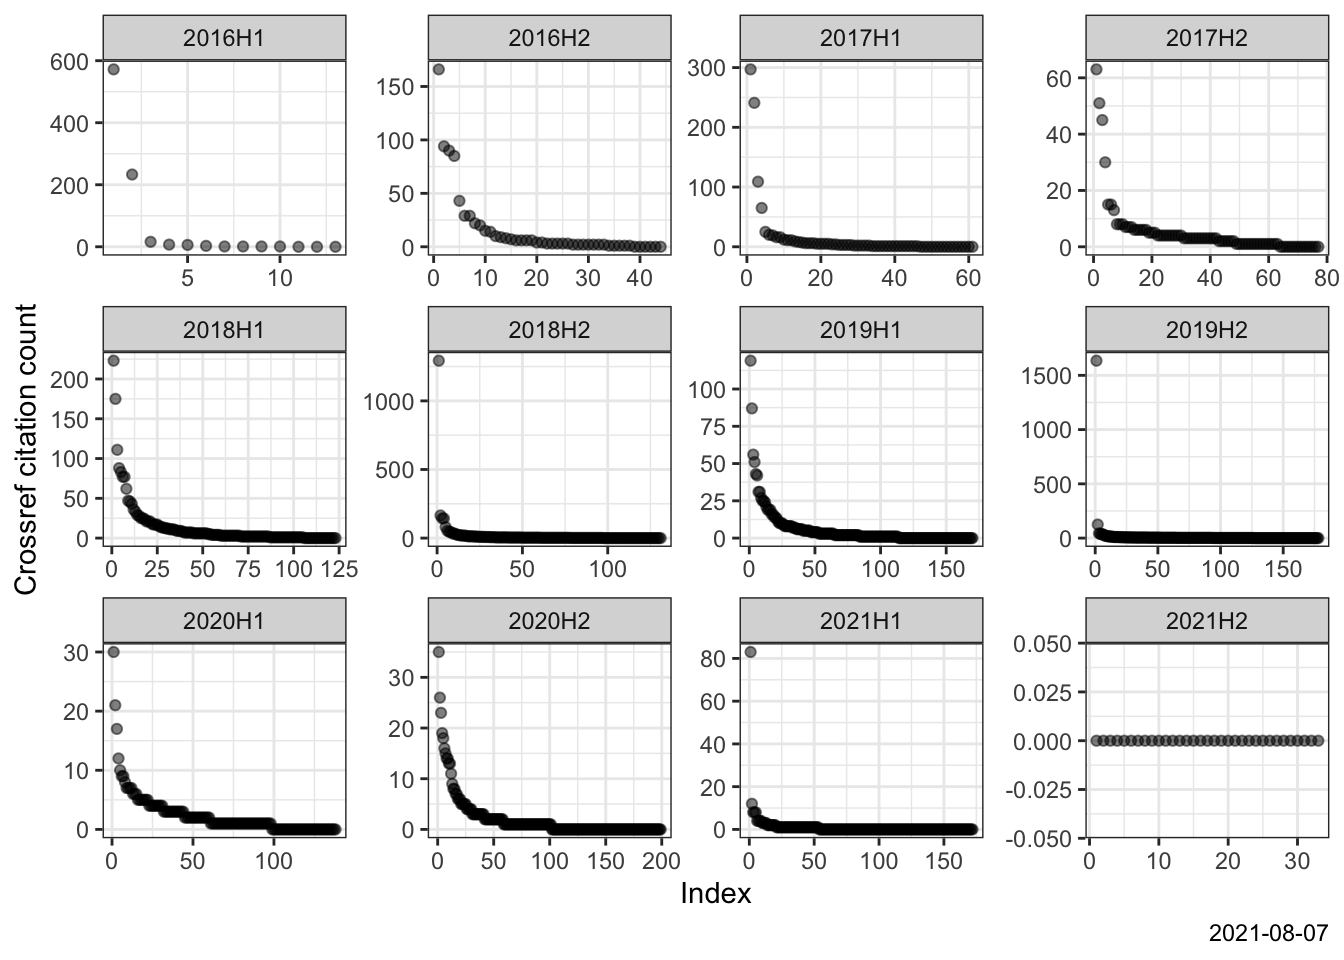 2016H1 2016H2 2017H1 2017H2
600 400 200 0
150 100 50 0
300 200 100 0
60 40 20 0
5 10
0 10 20 30 40
0 20 40 60
0 20 40 60 80
Crossref citation count
2018H1 2018H2 2019H1 2019H2
200 150 100 50 0
1000 500 0
100 75 50 25 0
1500 1000 500 0
0 25 50 75 100 125
0 50 100
0 50 100 150
0 50 100 150
2020H1 2020H2 2021H1 2021H2
30 20 10 0
30 20 10 0
80 60 40 20 0
0.050 0.025 0.000 -0.025 -0.050
0 50 100
0 50 100 150 200
0 50 100 150
0 10 20 30
Index
2021-08-07